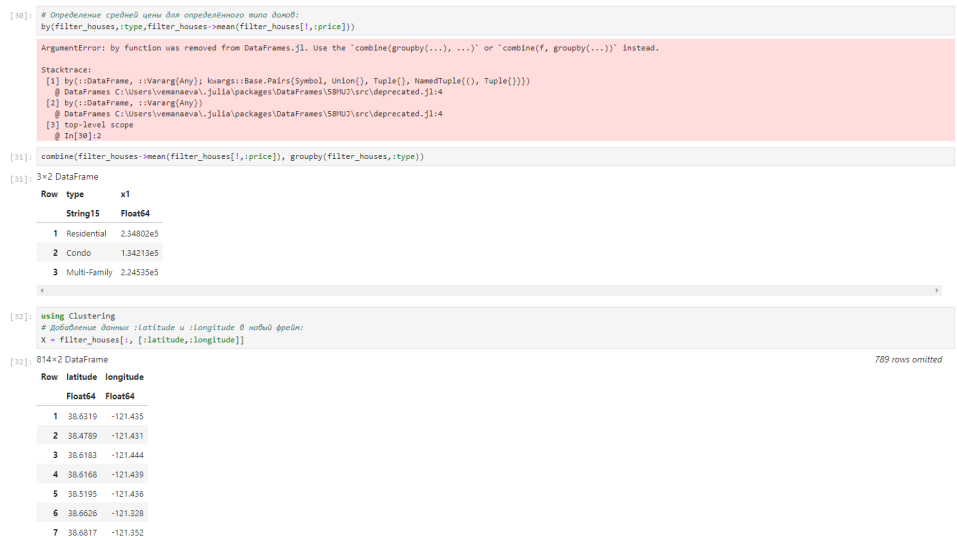 [30]: # Определение средней цены для определённого типа домов:
by(filter_houses,:type,filter_houses->mean(filter_houses[!,:price]))
ArgumentError: by function was removed from DataFrames.jl. Use the `combine(groupby(...), ...)` or `combine(f, groupby(...))` instead.
Stacktrace:
[1] by(::DataFrame, ::Vararg{Any}; kwargs::Base.Pairs{Symbol, Union{}, Tuple{}, NamedTuple{(), Tuple{}}})
@ DataFrames C:\Users\vemanaeva\.julia\packages\DataFrames\58MUJ\src\deprecated.jl:4
[2] by(::DataFrame, ::Vararg{Any})
@ DataFrames C:\Users\vemanaeva\.julia\packages\DataFrames\58MUJ\src\deprecated.jl:4
[3] top-level scope
@ In[30]:2
[31]: combine(filter_houses->mean(filter_houses[!,:price]), groupby(filter_houses,:type))
[31]: 3×2 DataFrame
Row type x1
String15 Float64
1 Residential 2.34802e5
2 Condo 1.34213e5
3 Multi-Family 2.24535e5
[32]: using Clustering
# Добавление данных :latitude и :longitude в новый фрейм:
X = filter_houses[:, [:latitude,:longitude]]
[32]: 814×2 DataFrame 789 rows omitted
Row latitude longitude
Float64 Float64
1 38.6319 -121.435
2 38.4789 -121.431
3 38.6183 -121.444
4 38.6168 -121.439
5 38.5195 -121.436
6 38.6626 -121.328
7 38.6817 -121.352